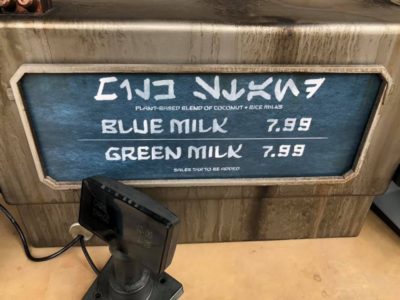 PLANT-BASED BLEND OF COCONUT + RICE MILKS
BLUE MILK 7.99
GREEN MILK 7.99
SALES TAX TO BE ADDED